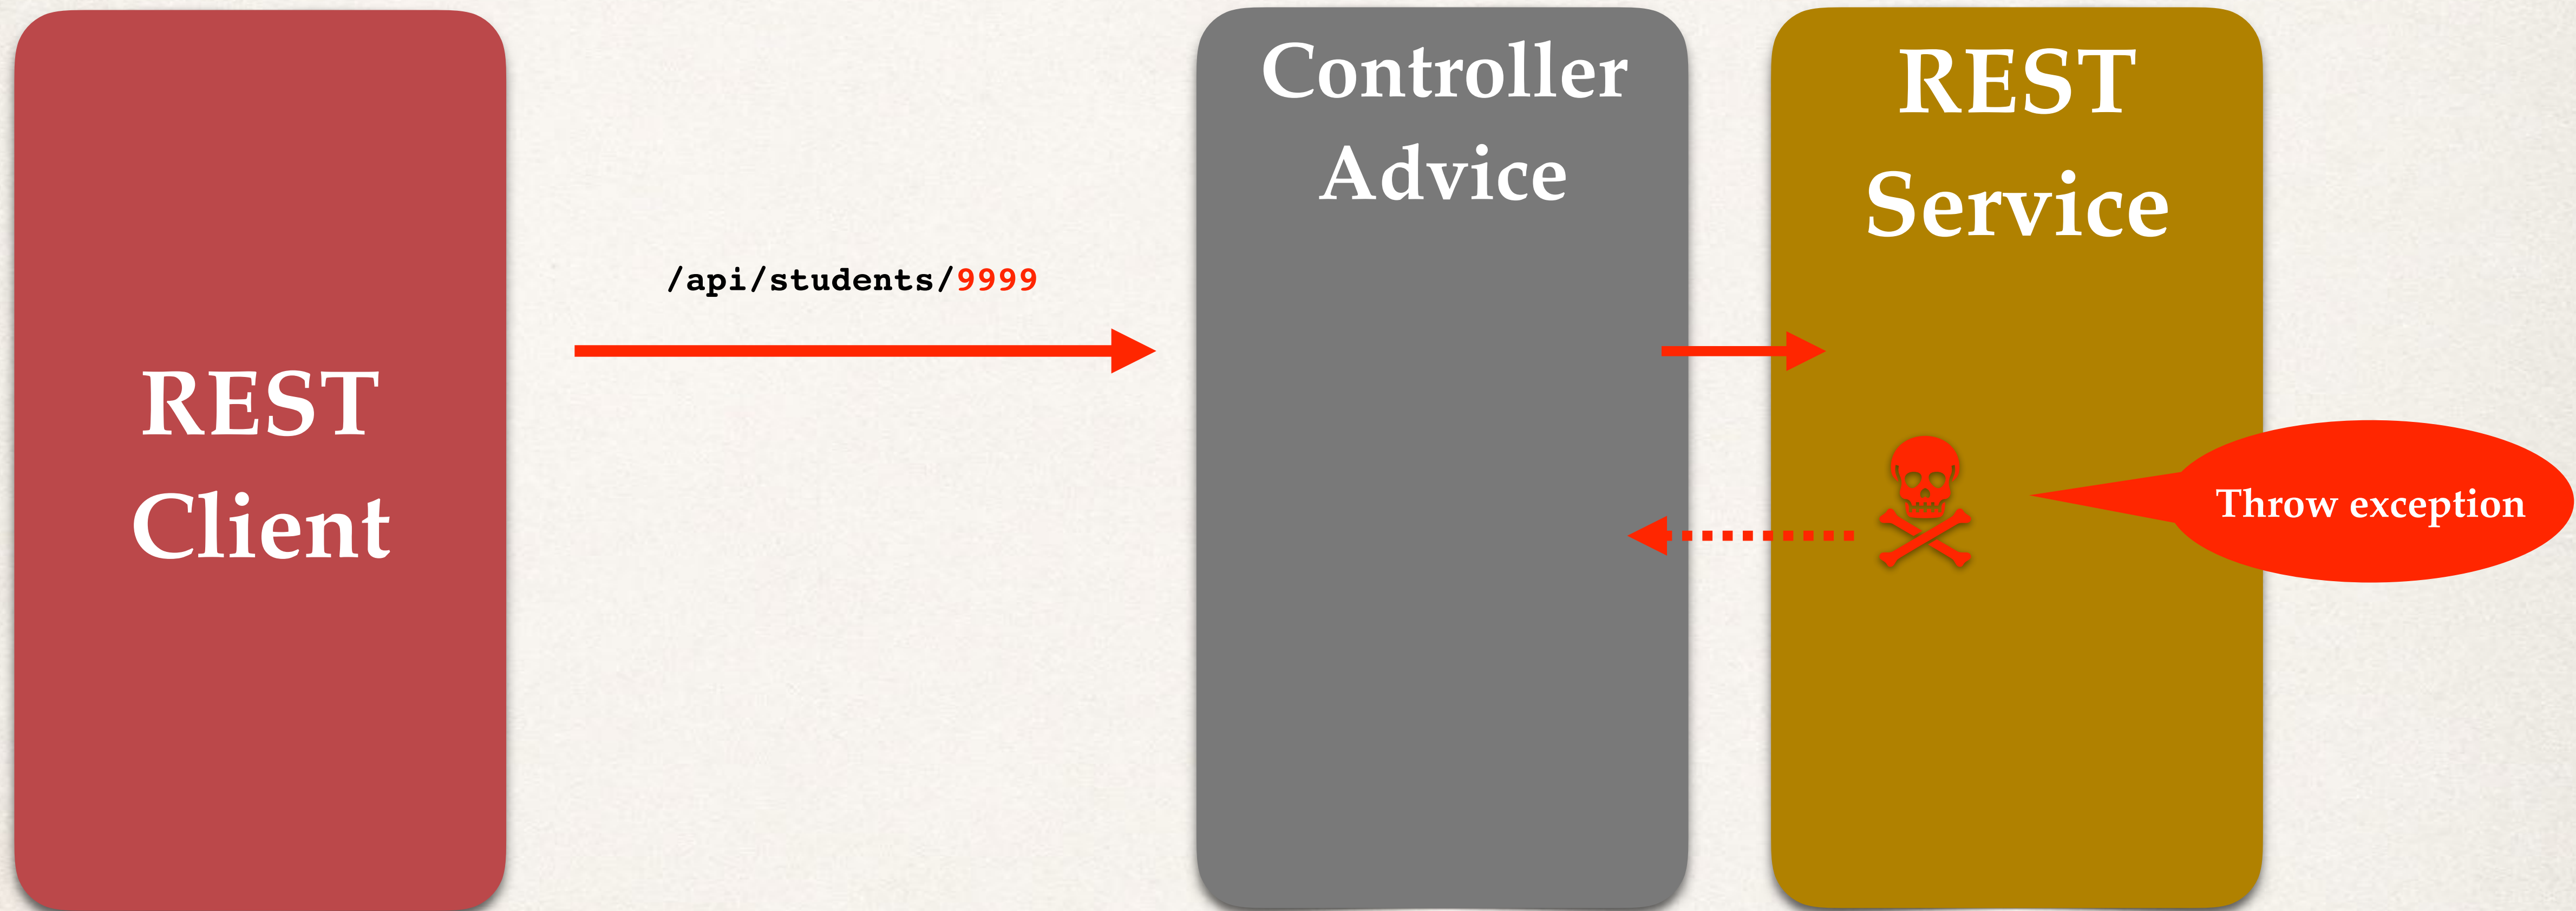 REST
Client
/api/students/9999
Controller
Advice
REST
Service
Throw exception